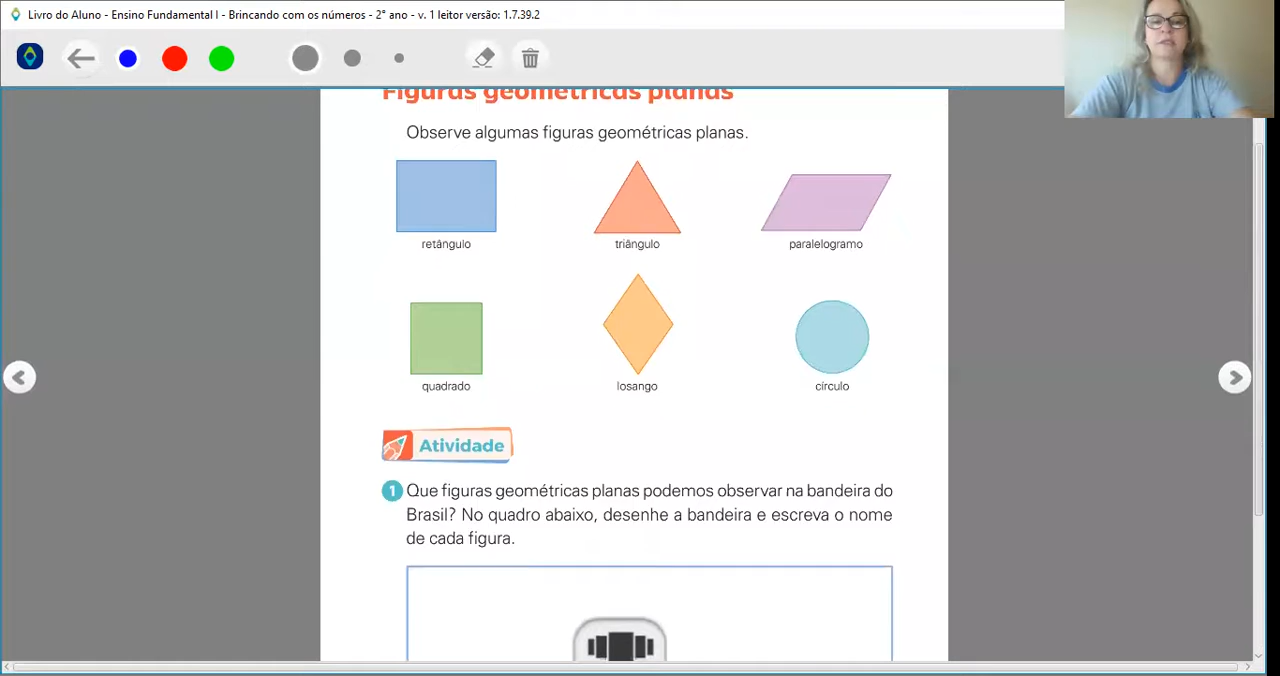 Livro do Aluno - Ensino Fundamental I - Brincando com os números - 2° ano - v. 1 leitor versão: 1.7.39.2
Figuras geométricas planas
Observe algumas figuras geométricas planas.
retângulo
triângulo
paralelogramo
quadrado
losango
círculo
Atividade
1 Que figuras geométricas planas podemos observar na bandeira do
Brasil? No quadro abaixo, desenhe a bandeira e escreva o nome
de cada figura.